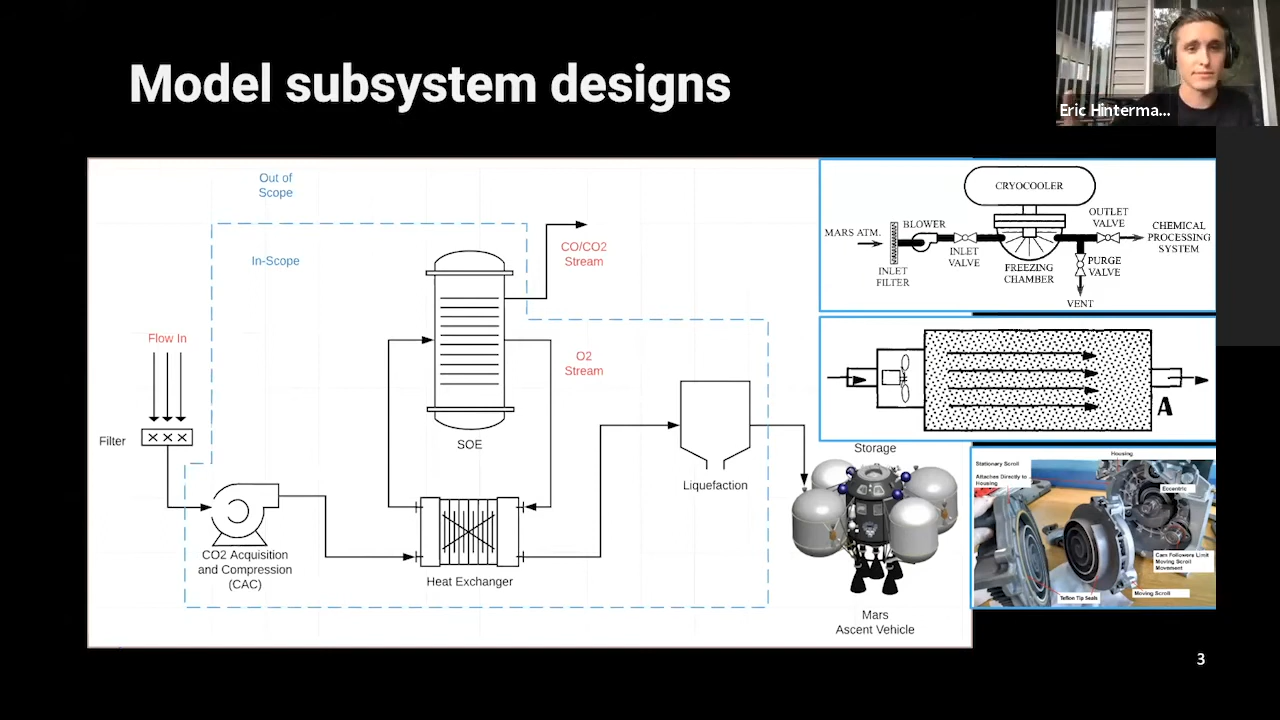 Model subsystem designs
Eric Hinterma...
Out of
Scope
In-Scope
CO/CO2
Stream
Flow In
O2
Stream
Filter
SOE
CO2 Acquisition
and Compression
(CAC)
Heat Exchanger
Liquefaction
Storage
Mars
Ascent Vehicle
CRYOCOOLER
MARS ATM.
BLOWER
OUTLET
VALVE
CHEMICAL
PROCESSING
SYSTEM
INLET
VALVE
INLET
FILTER
FREEZING
CHAMBER
PURGE
VALVE
VENT
A
Housing
Stationary Scroll
Attaches Directly to
Housing
Eccentric
Cam Followers Limit
Moving Scroll
Movement
Teflon Tip Seals
Moving Scroll
3